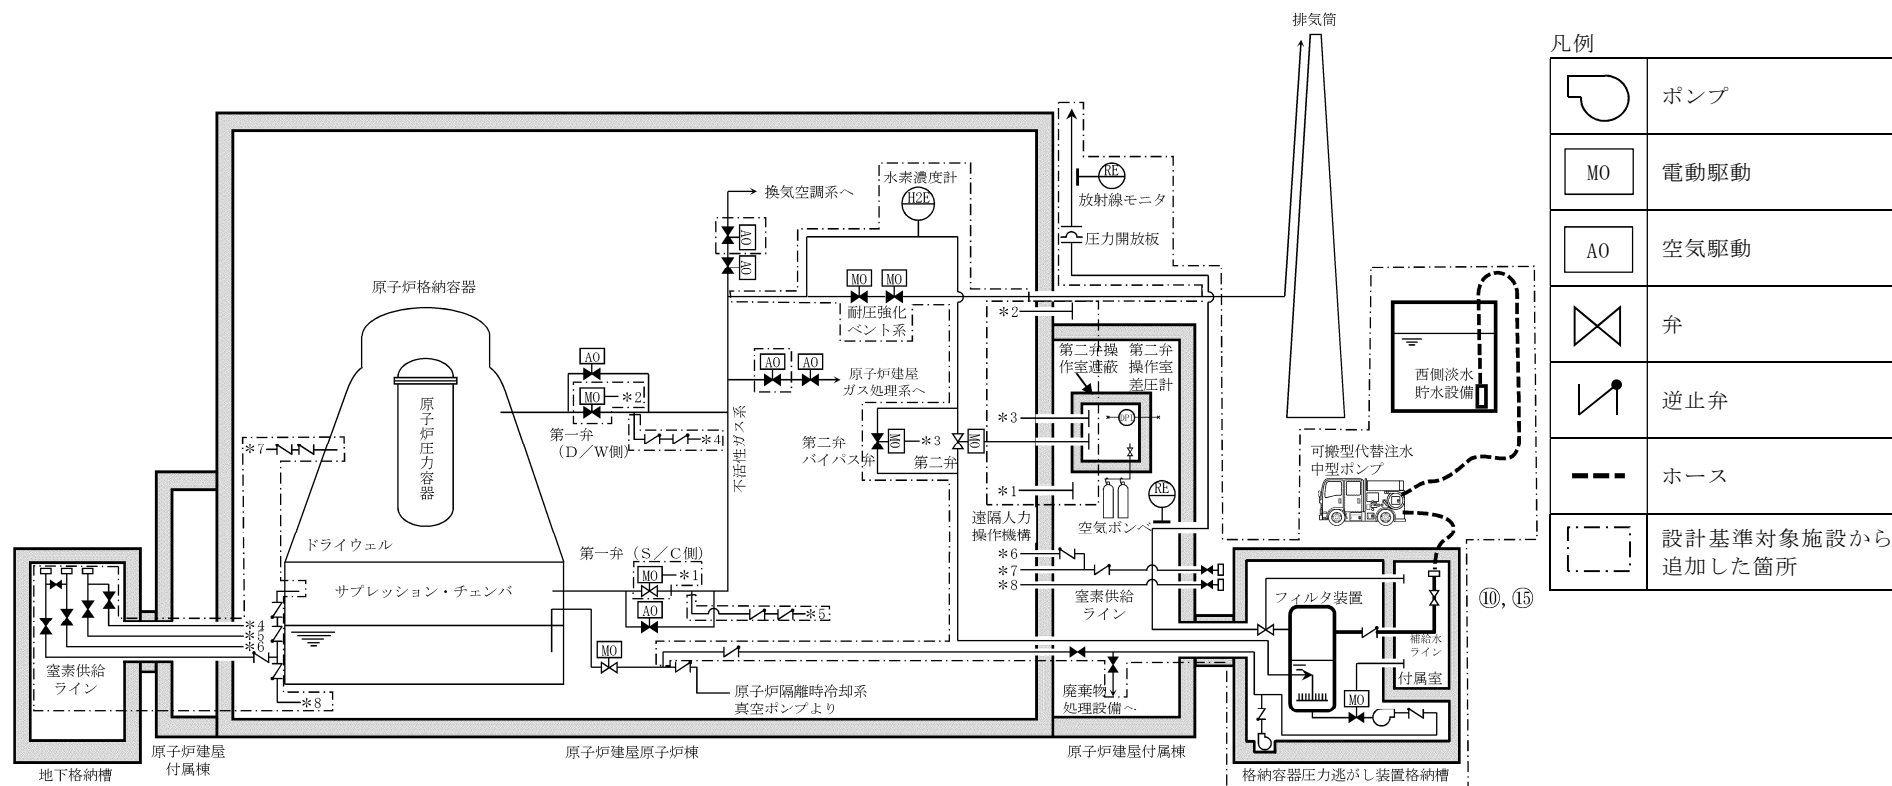 排気筒
凡例
ポンプ
MO
電動駆動
AO
空気駆動
弁
逆止弁
ホース
設計基準対象施設から
追加した箇所
⑩, ⑮
換気空調系へ
AO
AO
水素濃度計
H2E
RE
放射線モニタ
圧力開放板
MO
MO
耐圧強化
ベント系
原子炉格納容器
原子炉圧力容器
AO
MO
*2
第一弁
(D/W側)
*4
不活性ガス系
AO
AO
原子炉建屋
ガス処理系へ
第二弁
バイパス弁
MO
*3
第二弁
MO
*2
*3
*1
遠隔人力
操作機構
第二弁操
作室遮蔽
第二弁
操作室
差圧計
DPI
空気ボンベ
RE
*6
*7
*8
窒素供給
ライン
西側淡水
貯水設備
可搬型代替注水
中型ポンプ
*7
ドライウェル
サプレッション・チェンバ
第一弁(S/C側)
MO
*1
AO
*5
MO
原子炉隔離時冷却系
真空ポンプより
*4
*5
*6
窒素供給
ライン
*8
廃棄物
処理設備へ
フィルタ装置
補給水
ライン
付属室
MO
地下格納槽
原子炉建屋
付属棟
原子炉建屋原子炉棟
原子炉建屋付属棟
格納容器圧力逃がし装置格納槽